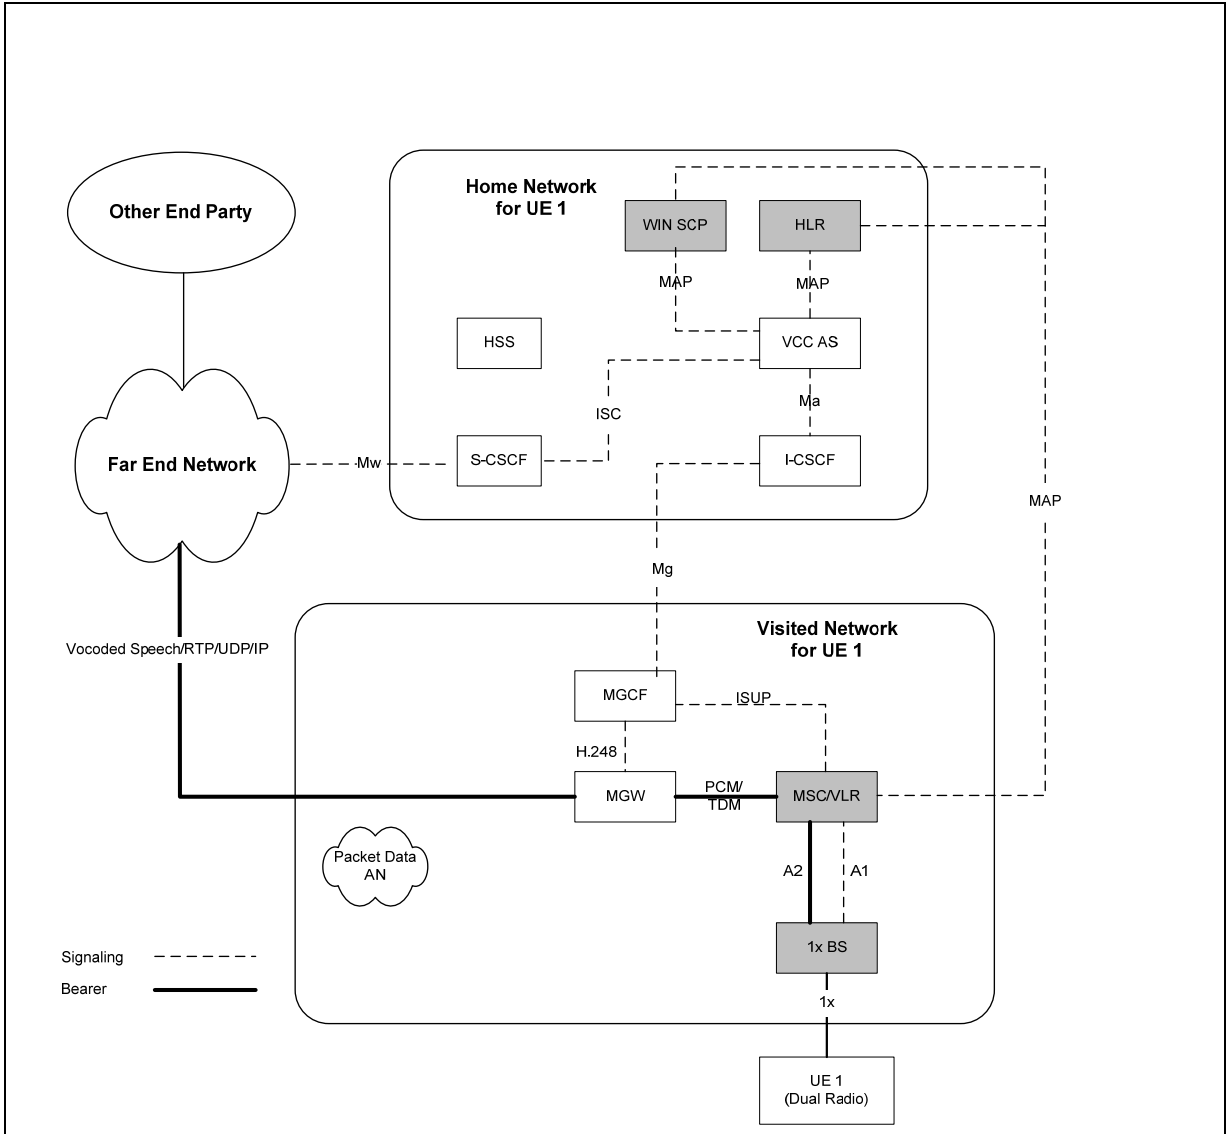 Home Network
for UE 1
Other End Party
WIN SCP
HLR
MAP
MAP
HSS
VCC AS
ISC
Ma
Far End Network
Mw
S-CSCF
I-CSCF
MAP
Mg
Visited Network
for UE 1
Vocoded Speech/RTP/UDP/IP
MGCF
ISUP
H.248
MGW
PCM/
TDM
MSC/VLR
Packet Data
AN
A2
A1
1x BS
Signaling
Bearer
1x
UE 1
(Dual Radio)